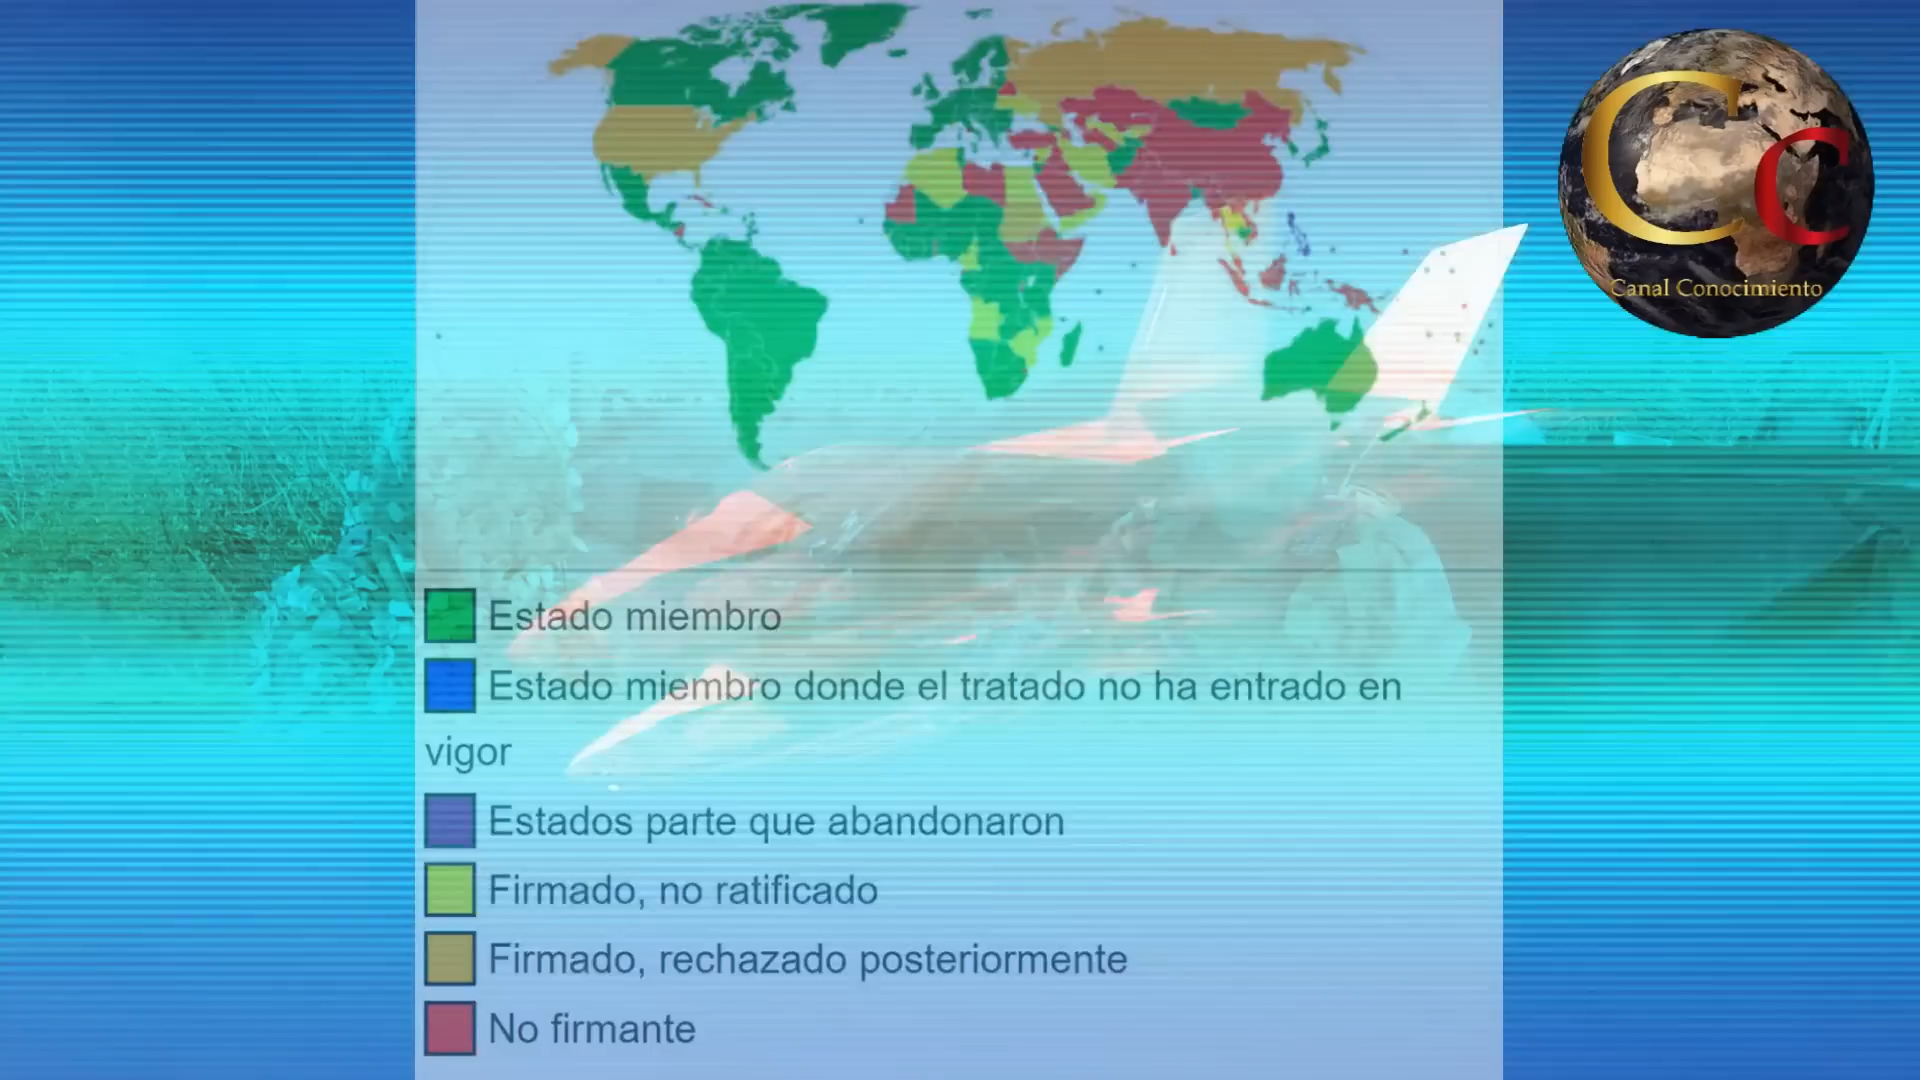 Canal Conocimiento
Estado miembro
Estado miembro donde el tratado no ha entrado en
vigor
Estados parte que abandonaron
Firmado, no ratificado
Firmado, rechazado posteriormente
No firmante